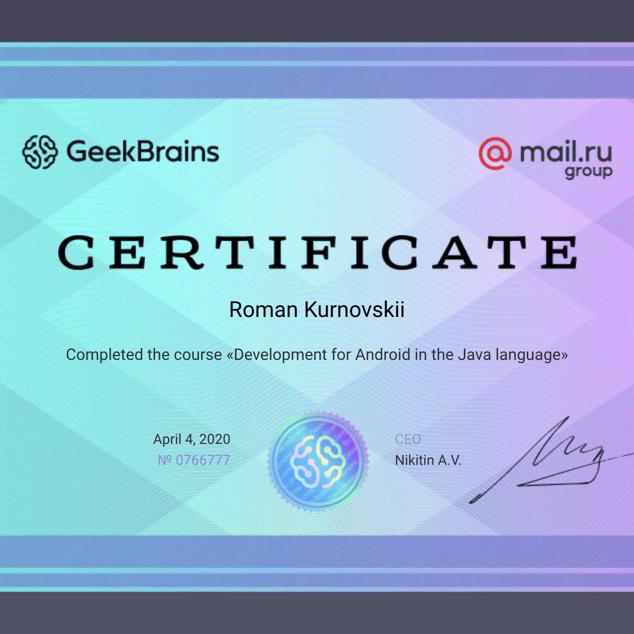 GeekBrains
@mail.ru
group
CERTIFICATE
Roman Kurnovskii
Completed the course «Development for Android in the Java language»
April 4, 2020
№ 0766777
CEO
Nikitin A.V.